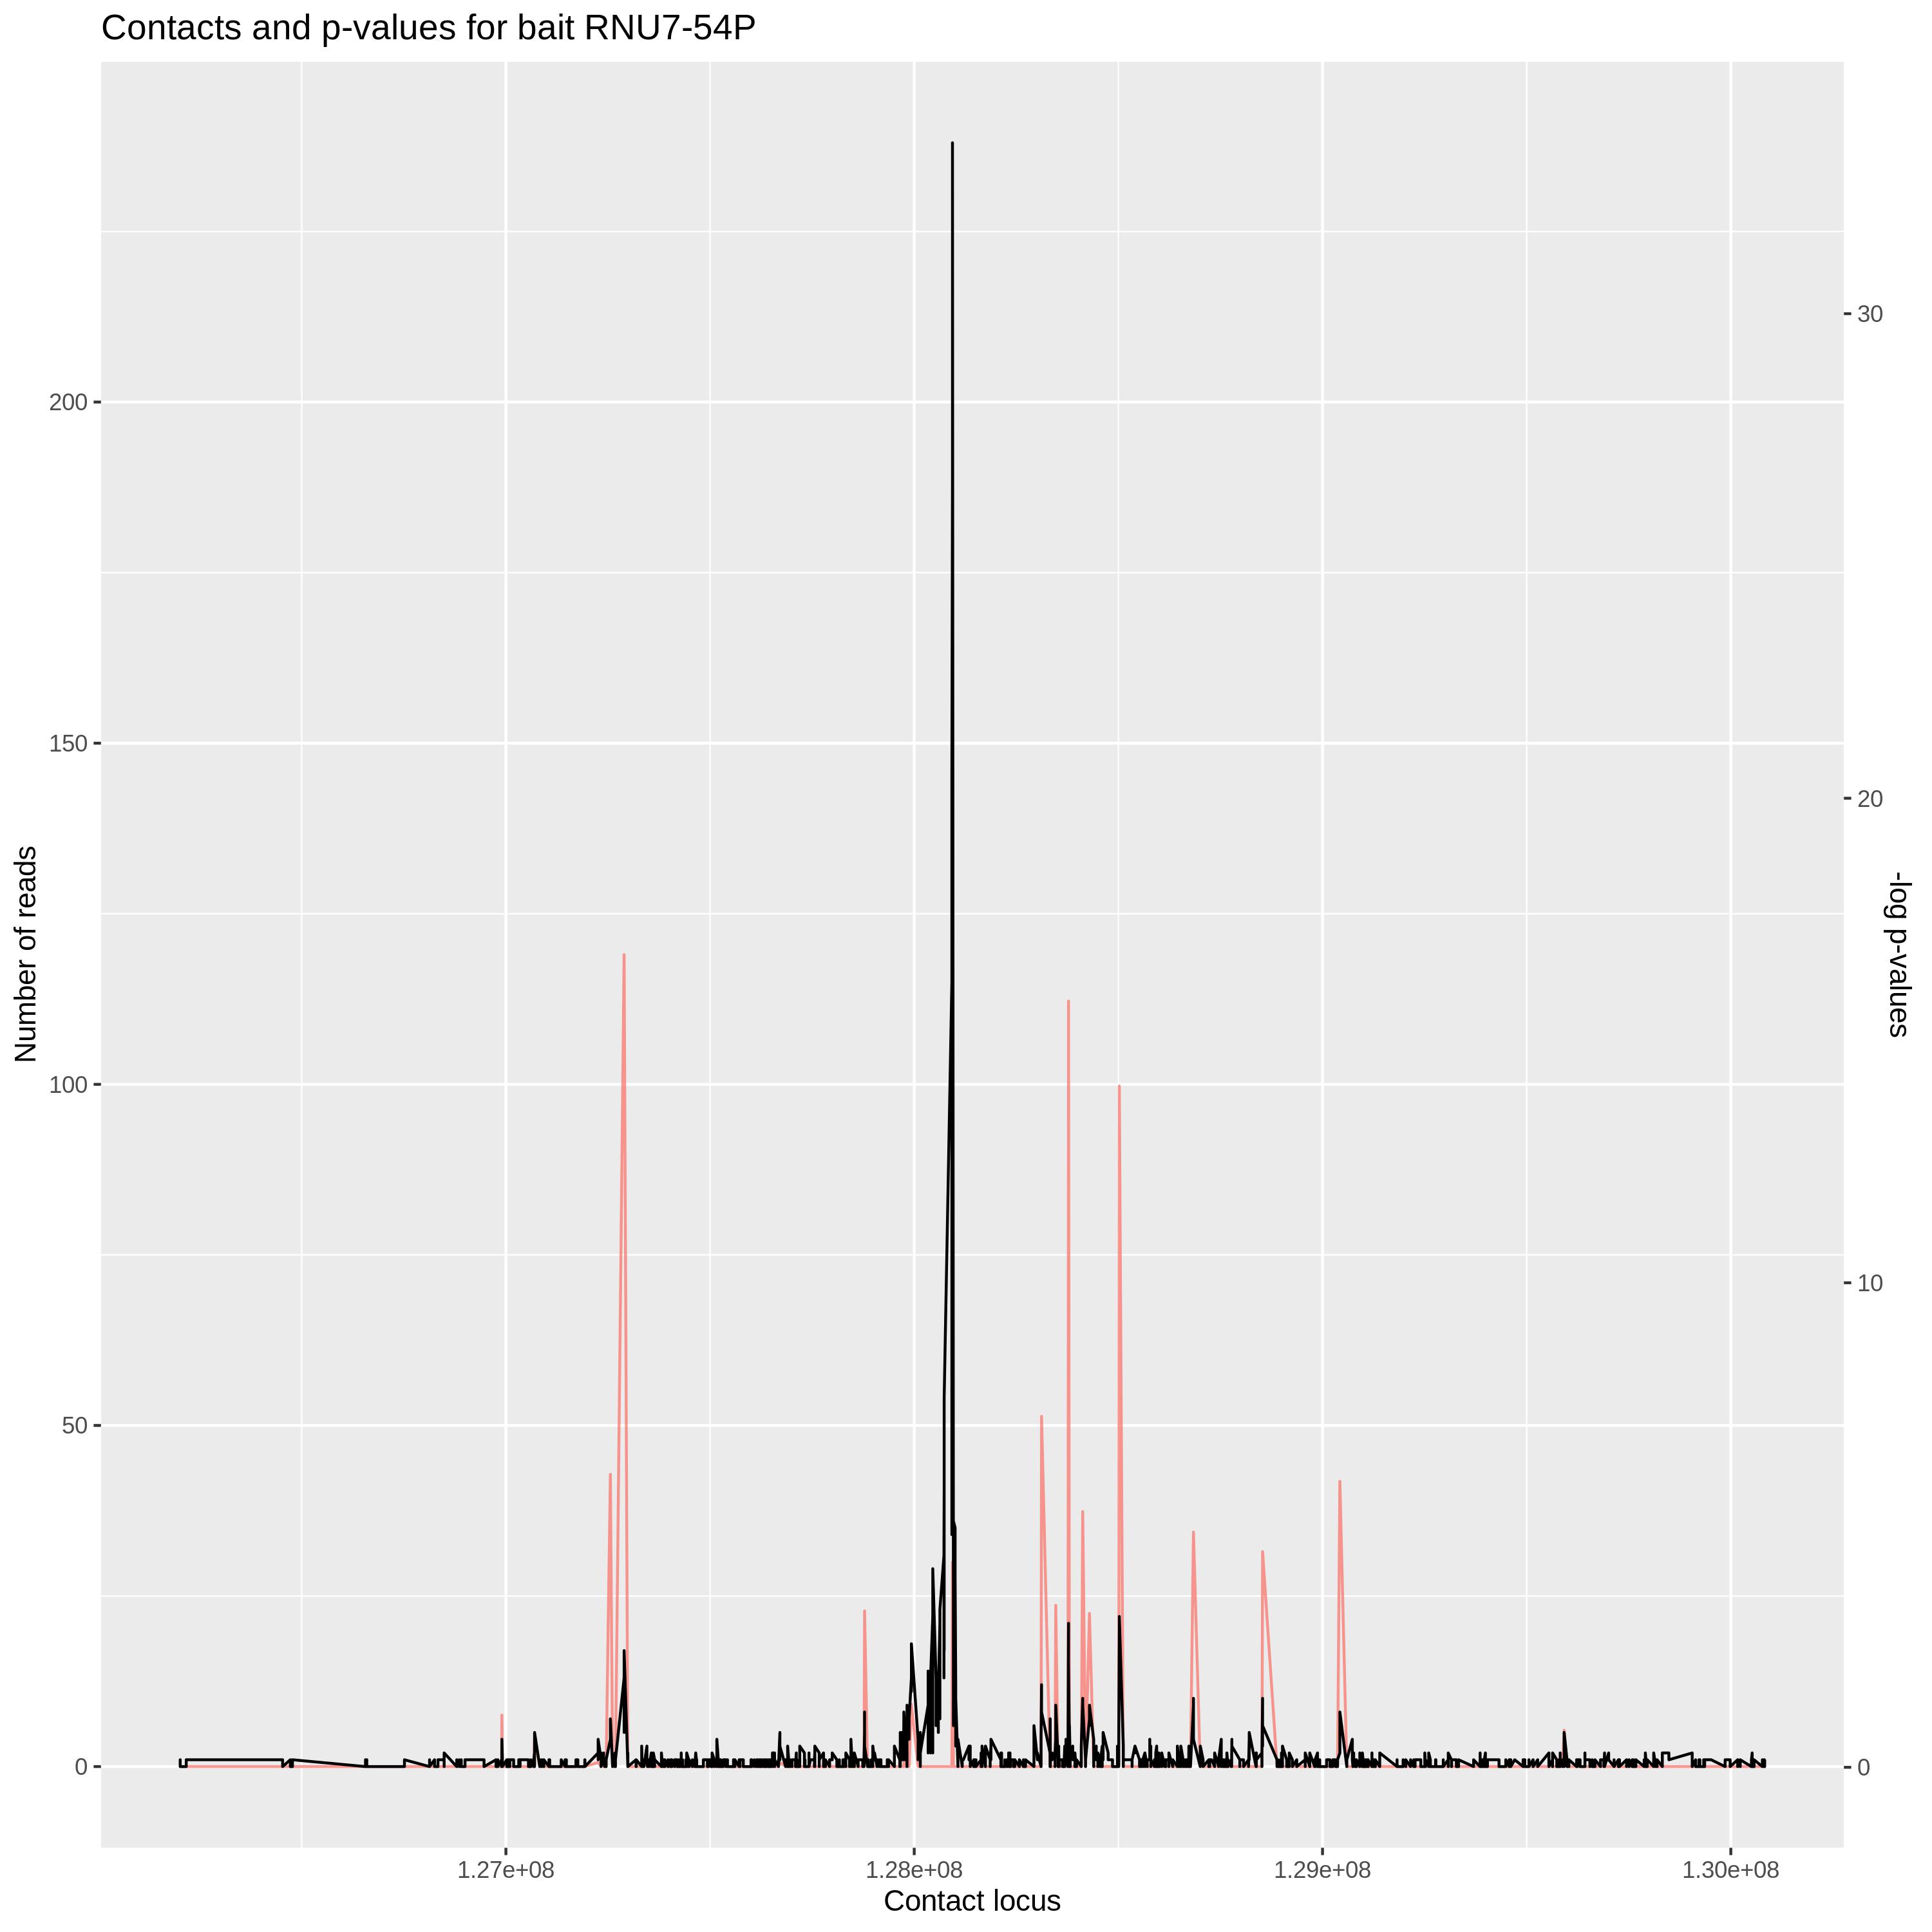 Contacts and p-values for bait RNU7-54P
200
150
100
50
0
30
20
10
0
Number of reads
-log p-values
1.27e+08
1.28e+08
1.29e+08
1.30e+08
Contact locus